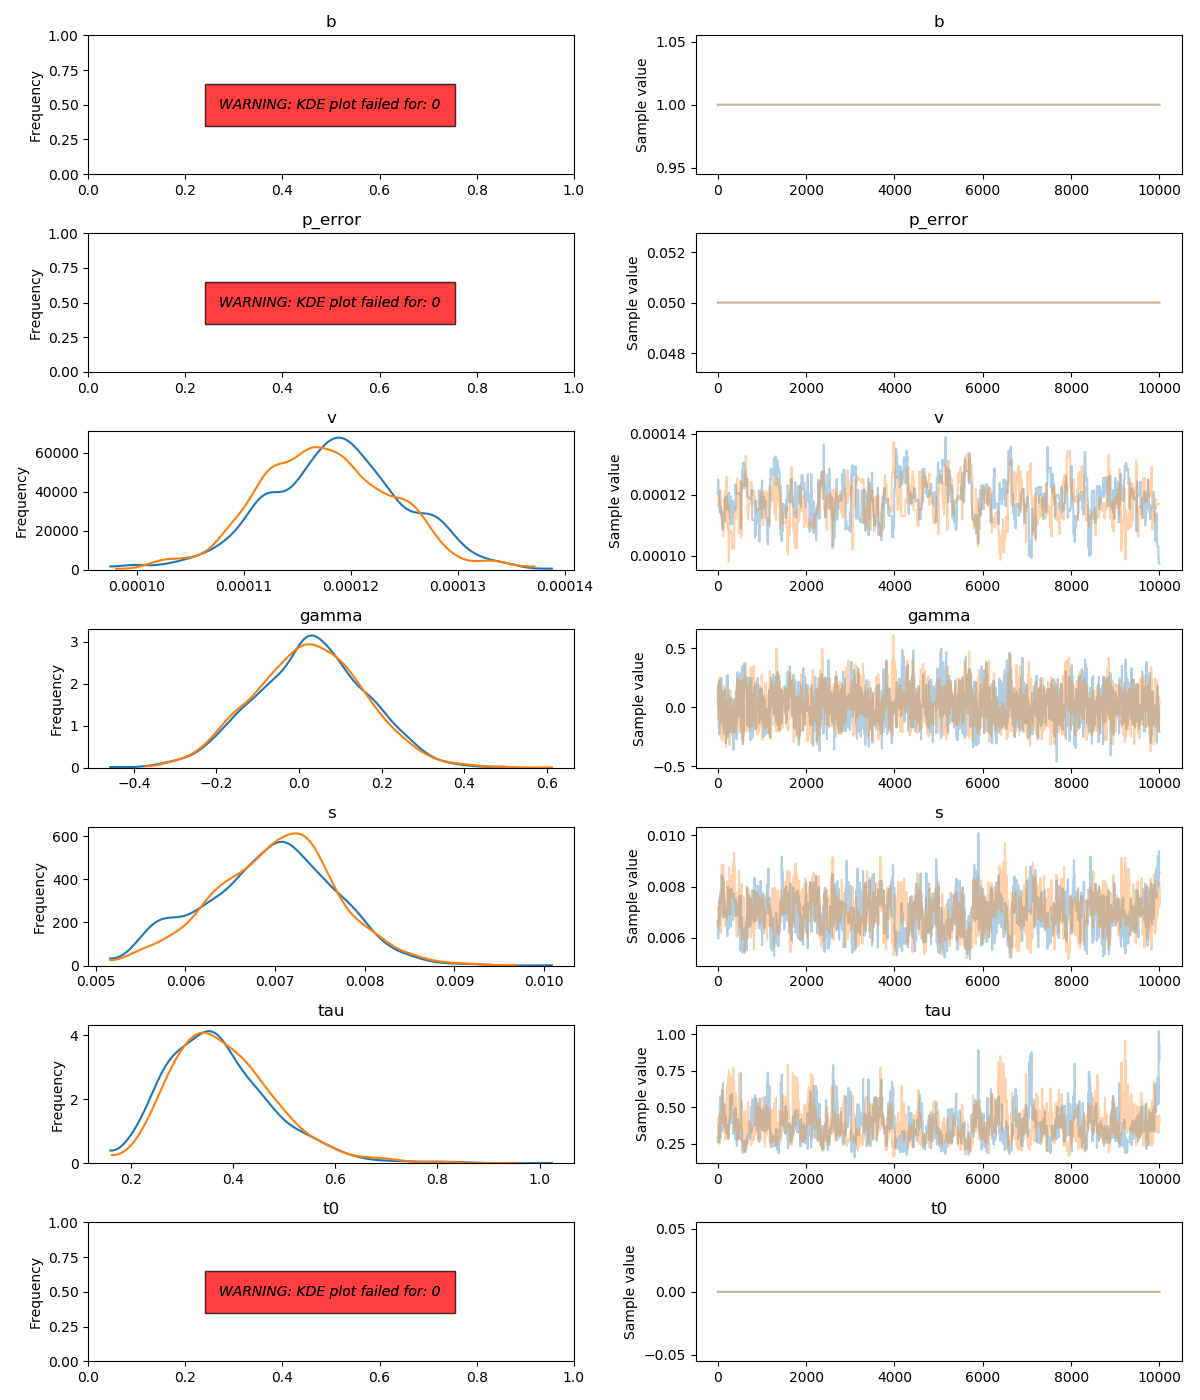 b
b
1.00
0.75
0.50
0.25
0.00
Frequency
WARNING: KDE plot failed for: 0
0.0 0.2 0.4 0.6 0.8 1.0
1.05
1.00
0.95
Sample value
0 2000 4000 6000 8000 10000
p_error
p_error
1.00
0.75
0.50
0.25
0.00
Frequency
WARNING: KDE plot failed for: 0
0.0 0.2 0.4 0.6 0.8 1.0
0.052
0.050
0.048
Sample value
0 2000 4000 6000 8000 10000
v
v
60000
40000
20000
0
Frequency
0.00010 0.00011 0.00012 0.00013 0.00014
0.00014
0.00012
0.00010
Sample value
0 2000 4000 6000 8000 10000
gamma
gamma
3
2
1
0
Frequency
−0.4 −0.2 0.0 0.2 0.4 0.6
0.5
0.0
−0.5
Sample value
0 2000 4000 6000 8000 10000
s
s
600
400
200
0
Frequency
0.005 0.006 0.007 0.008 0.009 0.010
0.010
0.008
0.006
Sample value
0 2000 4000 6000 8000 10000
tau
tau
4
2
0
Frequency
0.2 0.4 0.6 0.8 1.0
1.00
0.75
0.50
0.25
Sample value
0 2000 4000 6000 8000 10000
t0
t0
1.00
0.75
0.50
0.25
0.00
Frequency
WARNING: KDE plot failed for: 0
0.0 0.2 0.4 0.6 0.8 1.0
0.05
0.00
−0.05
Sample value
0 2000 4000 6000 8000 10000